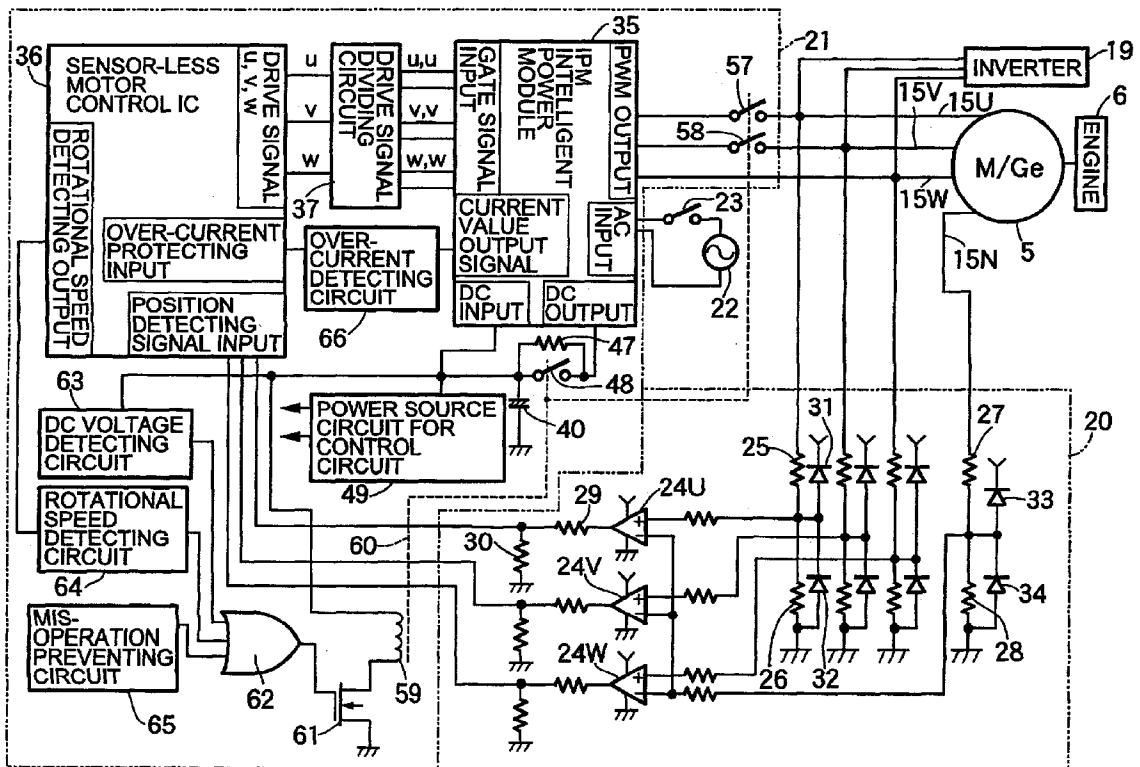 35
21
36
SENSOR-LESS
MOTOR
CONTROL IC
DRIVE SIGNAL
u, v, w
u
v
w
DRIVE SIGNAL
DIVIDING
CIRCUIT
37
u,u
v,v
w,w
GATE SIGNAL
INPUT
IPM
INTELLIGENT
POWER
MODULE
PWM OUTPUT
57
58
15V
15U
15W
15N
INVERTER
19
6
ENGINE
M/Ge
5
ROTATIONAL SPEED
DETECTING OUTPUT
OVER-CURRENT
PROTECTING
INPUT
OVER-
CURRENT
DETECTING
CIRCUIT
66
CURRENT
VALUE
OUTPUT
SIGNAL
AC
INPUT
23
22
POSITION
DETECTING
SIGNAL INPUT
DC
INPUT
DC
OUTPUT
47
48
40
63
DC VOLTAGE
DETECTING
CIRCUIT
POWER SOURCE
CIRCUIT FOR
CONTROL
CIRCUIT
49
31
25
27
20
33
ROTATIONAL
SPEED
DETECTING
CIRCUIT
64
60
29
30
24U
24V
24W
34
MIS-
OPERATION
PREVENTING
CIRCUIT
65
62
61
59
26
32
28
+
-
+
-
+
-